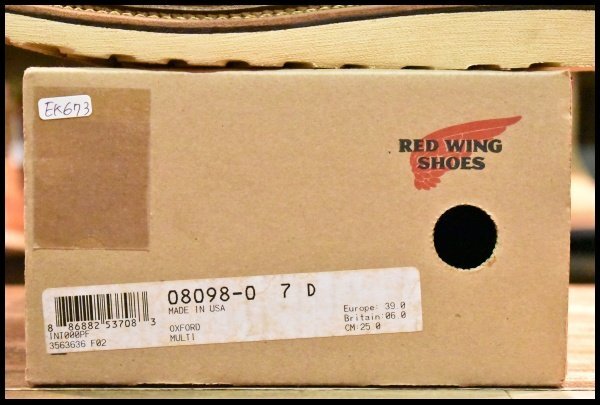 EK673
RED WING
SHOES
08098-0 7 D
MADE IN USA
8 86882 53708 3
INT000PF
3563636 F02
OXFORD
MULTI
Europe: 39.0
Britain:06.0
CM:25.0